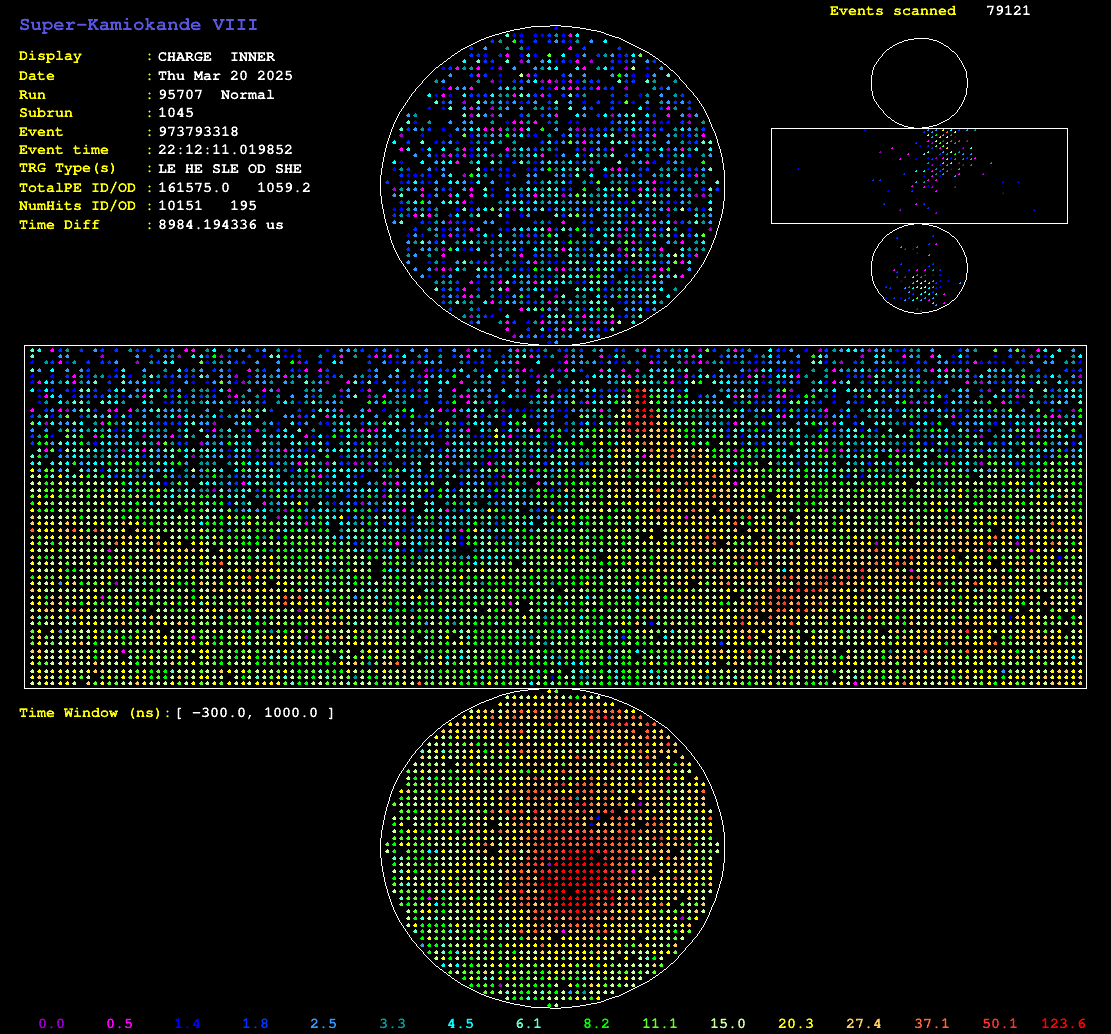 Super-Kamiokande VIII
Events scanned 79121
Display : CHARGE INNER
Date : Thu Mar 20 2025
Run : 95707 Normal
Subrun : 1045
Event : 973793318
Event time : 22:12:11.019852
TRG Type(s) : LE HE SLE OD SHE
TotalPE ID/OD : 161575.0 1059.2
NumHits ID/OD : 10151 195
Time Diff : 8984.194336 us
Time Window (ns): [ -300.0, 1000.0 ]
0.0 0.5 1.4 1.8 2.5 3.3 4.5 6.1 8.2 11.1 15.0 20.3 27.4 37.1 50.1 123.6